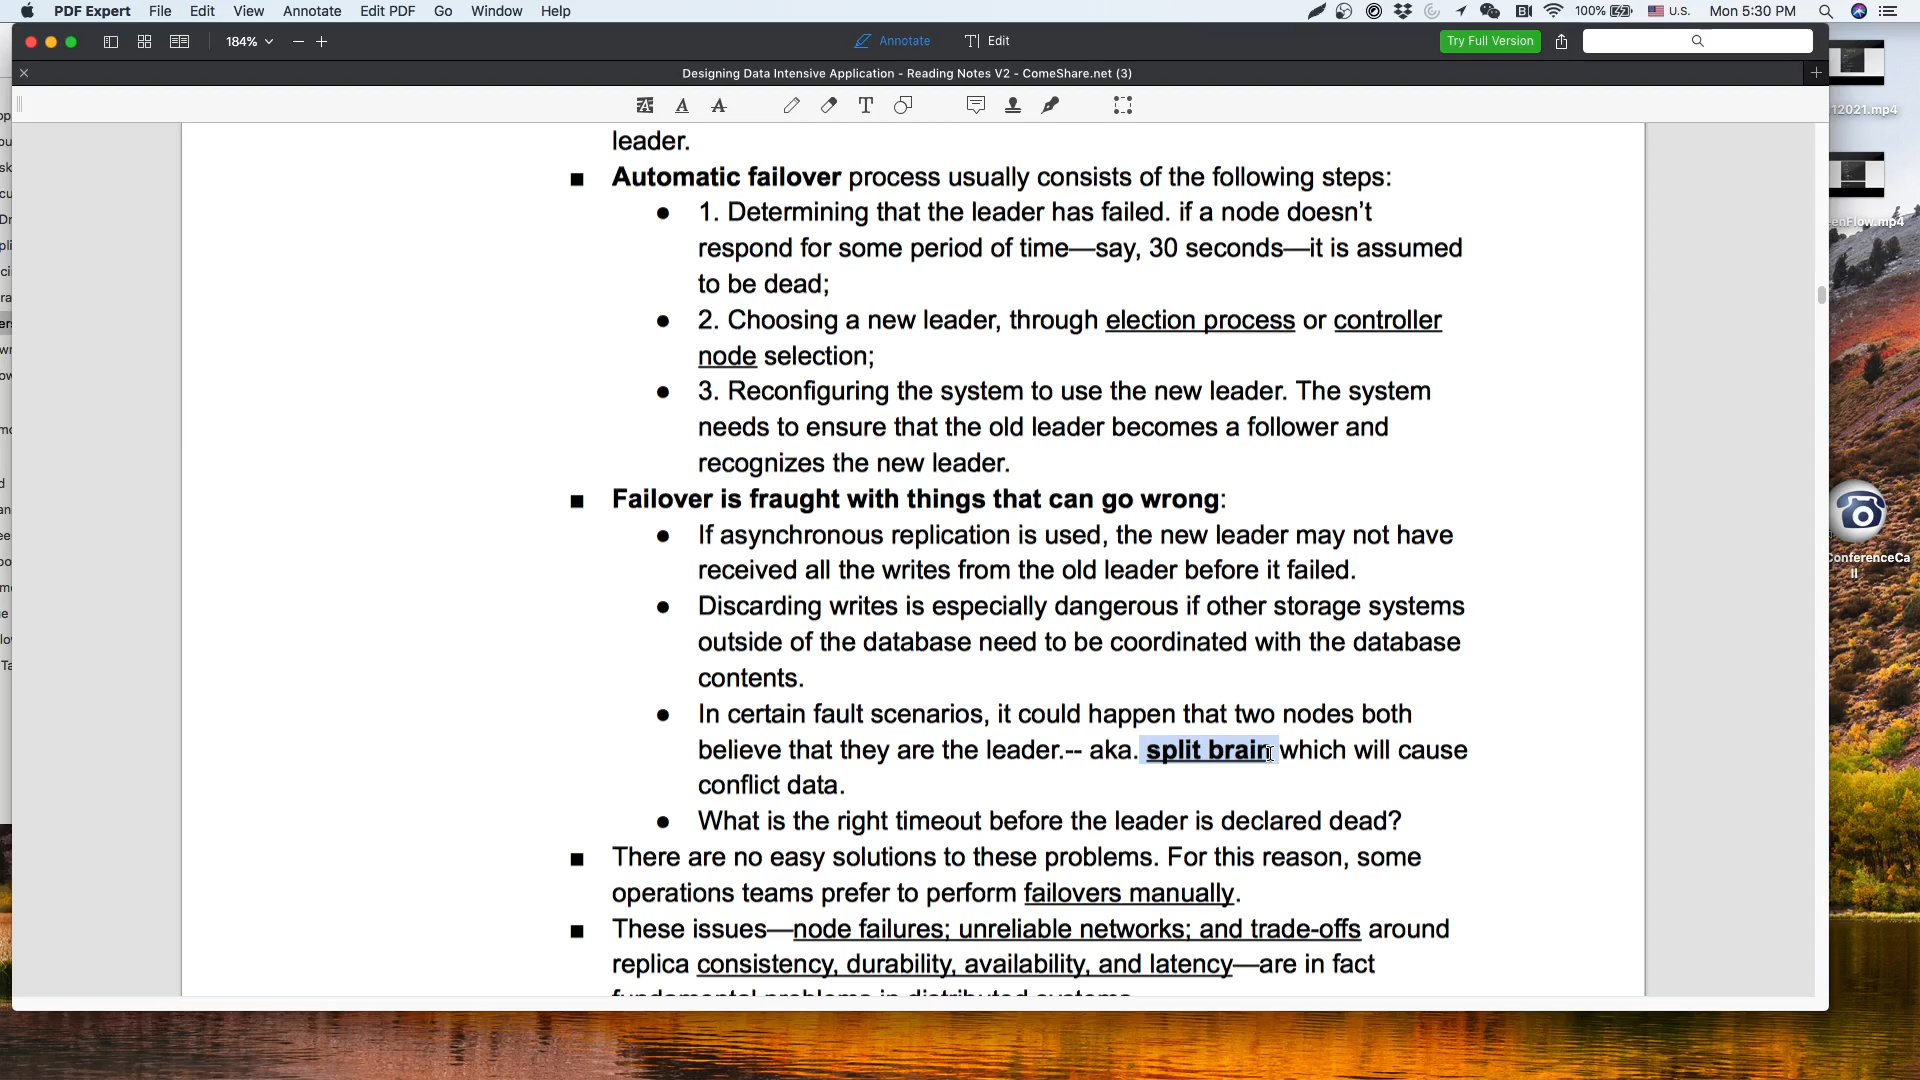 PDF Expert File Edit View Annotate Edit PDF Go Window Help 100% U.S. Mon 5:30 PM
184% Annotate Edit Try Full Version
Designing Data Intensive Application - Reading Notes V2 - ComeShare.net (3)
leader.
■ Automatic failover process usually consists of the following steps:
● 1. Determining that the leader has failed. if a node doesn’t
respond for some period of time—say, 30 seconds—it is assumed
to be dead;
● 2. Choosing a new leader, through election process or controller
node selection;
● 3. Reconfiguring the system to use the new leader. The system
needs to ensure that the old leader becomes a follower and
recognizes the new leader.
■ Failover is fraught with things that can go wrong:
● If asynchronous replication is used, the new leader may not have
received all the writes from the old leader before it failed.
● Discarding writes is especially dangerous if other storage systems
outside of the database need to be coordinated with the database
contents.
● In certain fault scenarios, it could happen that two nodes both
believe that they are the leader.-- aka. split brain which will cause
conflict data.
● What is the right timeout before the leader is declared dead?
■ There are no easy solutions to these problems. For this reason, some
operations teams prefer to perform failovers manually.
■ These issues—node failures; unreliable networks; and trade-offs around
replica consistency, durability, availability, and latency—are in fact
fundamental problems in distributed systems.
12021.mp4
enFlow.mp4
onferenceCa
ll